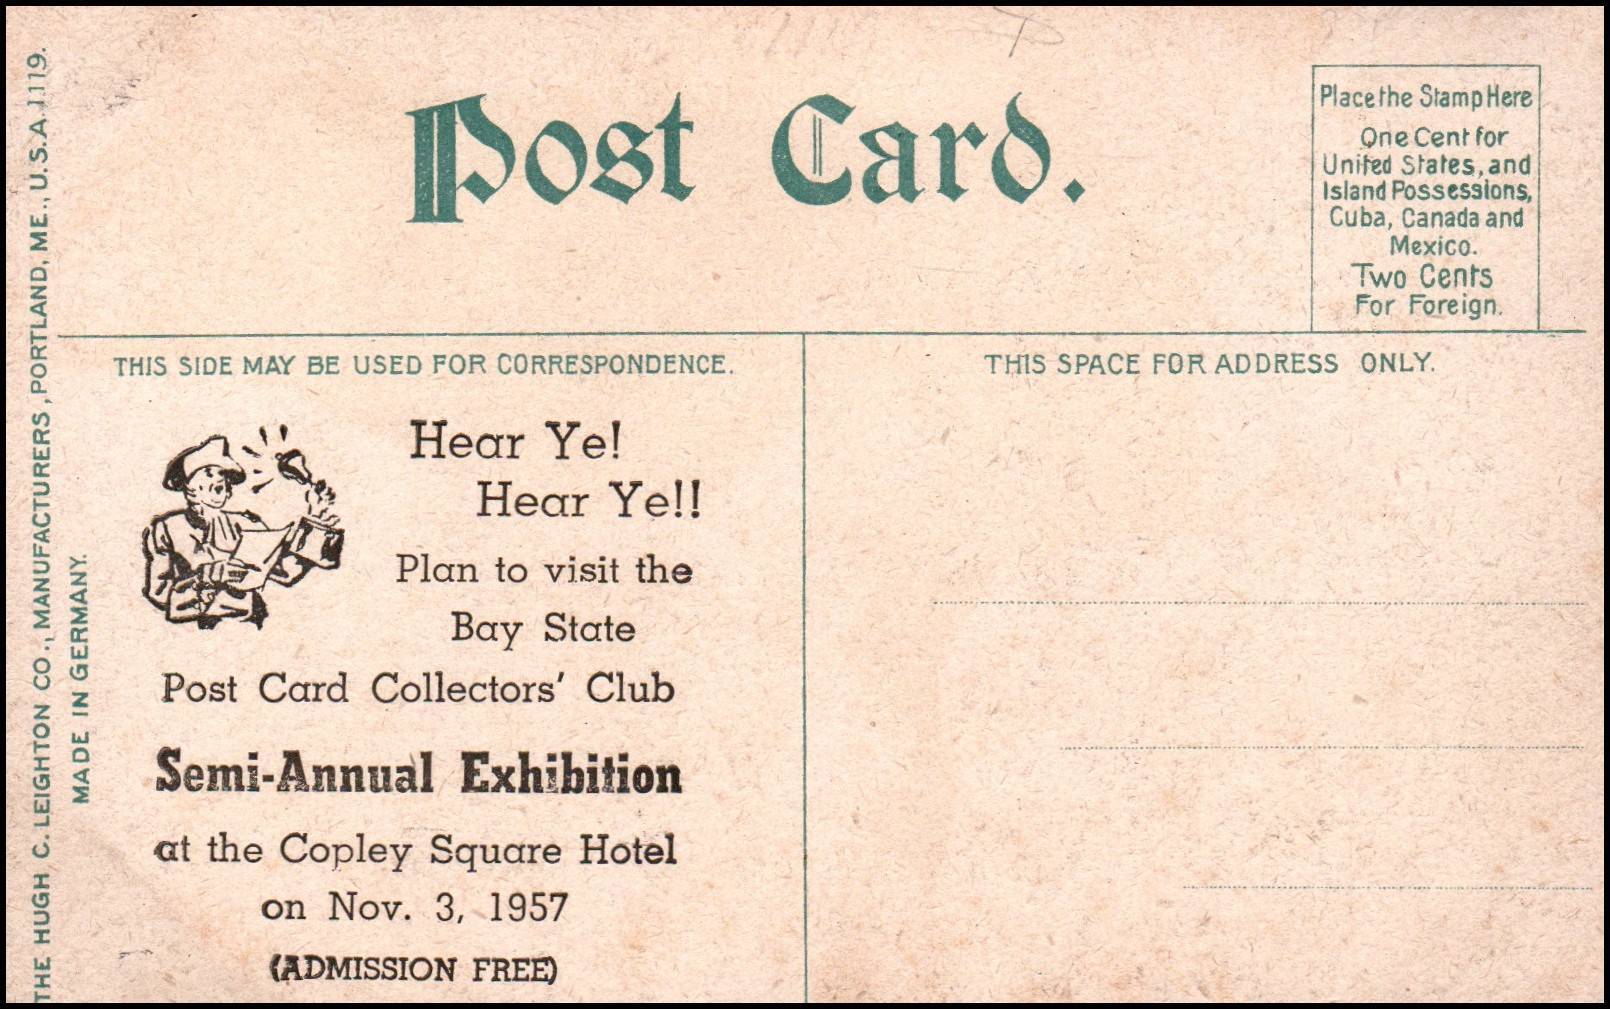 Post Card.
Place the Stamp Here
One Cent for
United States, and
Island Possessions,
Cuba, Canada and
Mexico.
Two Cents
For Foreign.
THE HUGH C. LEIGHTON CO., MANUFACTURERS, PORTLAND, ME., U.S.A. 1119.
MADE IN GERMANY.
THIS SIDE MAY BE USED FOR CORRESPONDENCE.
Hear Ye!
Hear Ye!!
Plan to visit the
Bay State
Post Card Collectors' Club
Semi-Annual Exhibition
at the Copley Square Hotel
on Nov. 3, 1957
(ADMISSION FREE)
THIS SPACE FOR ADDRESS ONLY.